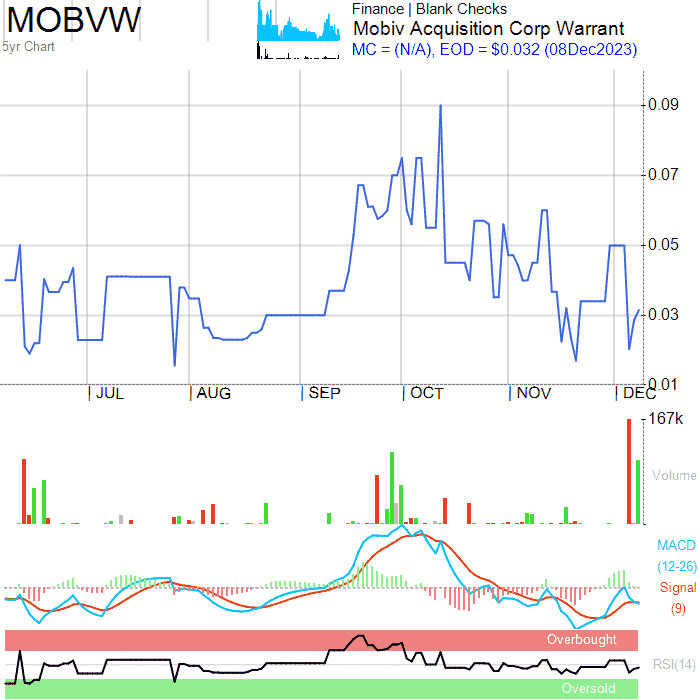 MOBVW
5yr Chart
Finance | Blank Checks
Mobiv Acquisition Corp Warrant
MC = (N/A), EOD = $0.032 (08Dec2023)
0.09
0.07
0.05
0.03
0.01
JUL AUG SEP OCT NOV DEC
167k
Volume
MACD
(12-26)
Signal
(9)
Overbought
RSI(14)
Oversold